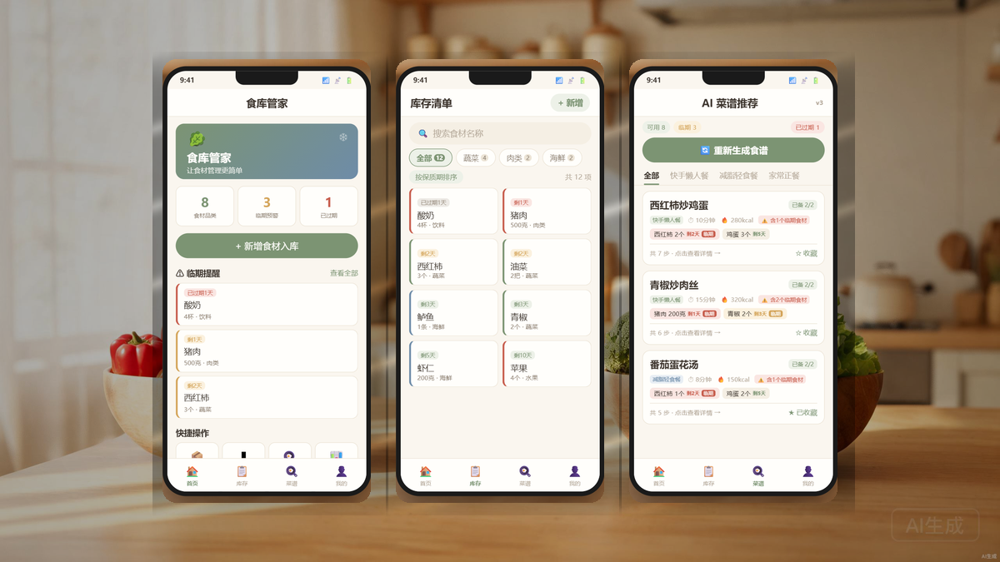 9:41
食库管家
食库管家
让食材管理更简单
8
食材品类
3
临期预警
1
已过期
+ 新增食材入库
临期提醒
查看全部
已过期1天
酸奶
4杯 · 饮料
剩1天
猪肉
500克 · 肉类
剩2天
西红柿
3个 · 蔬菜
快捷操作
首页
库存
菜谱
我的
9:41
库存清单
+ 新增
搜索食材名称
全部 12
蔬菜 4
肉类 2
海鲜 2
按保质期排序
共 12 项
已过期1天
酸奶
4杯 · 饮料
剩1天
猪肉
500克 · 肉类
剩2天
西红柿
3个 · 蔬菜
剩2天
油菜
2把 · 蔬菜
剩3天
鲈鱼
1条 · 海鲜
剩3天
青椒
2个 · 蔬菜
剩5天
虾仁
200克 · 海鲜
剩10天
苹果
4个 · 水果
首页
库存
菜谱
我的
9:41
AI 菜谱推荐
v3
可用 8
临期 3
已过期 1
重新生成食谱
全部
快手懒人餐
减脂轻食餐
家常正餐
西红柿炒鸡蛋
已备 2/2
快手懒人餐
10分钟
280kcal
含1个临期食材
西红柿 2个 剩2天 临期
鸡蛋 3个 剩5天
共 7 步 · 点击查看详情 →
☆ 收藏
青椒炒肉丝
已备 2/2
快手懒人餐
15分钟
320kcal
含2个临期食材
猪肉 200克 剩1天 临期
青椒 2个 剩3天 临期
共 6 步 · 点击查看详情 →
☆ 收藏
番茄蛋花汤
已备 2/2
减脂轻食餐
8分钟
150kcal
含1个临期食材
西红柿 1个 剩2天 临期
鸡蛋 2个 剩5天
共 5 步 · 点击查看详情 →
★ 已收藏
首页
库存
菜谱
我的
AI生成
AI生成